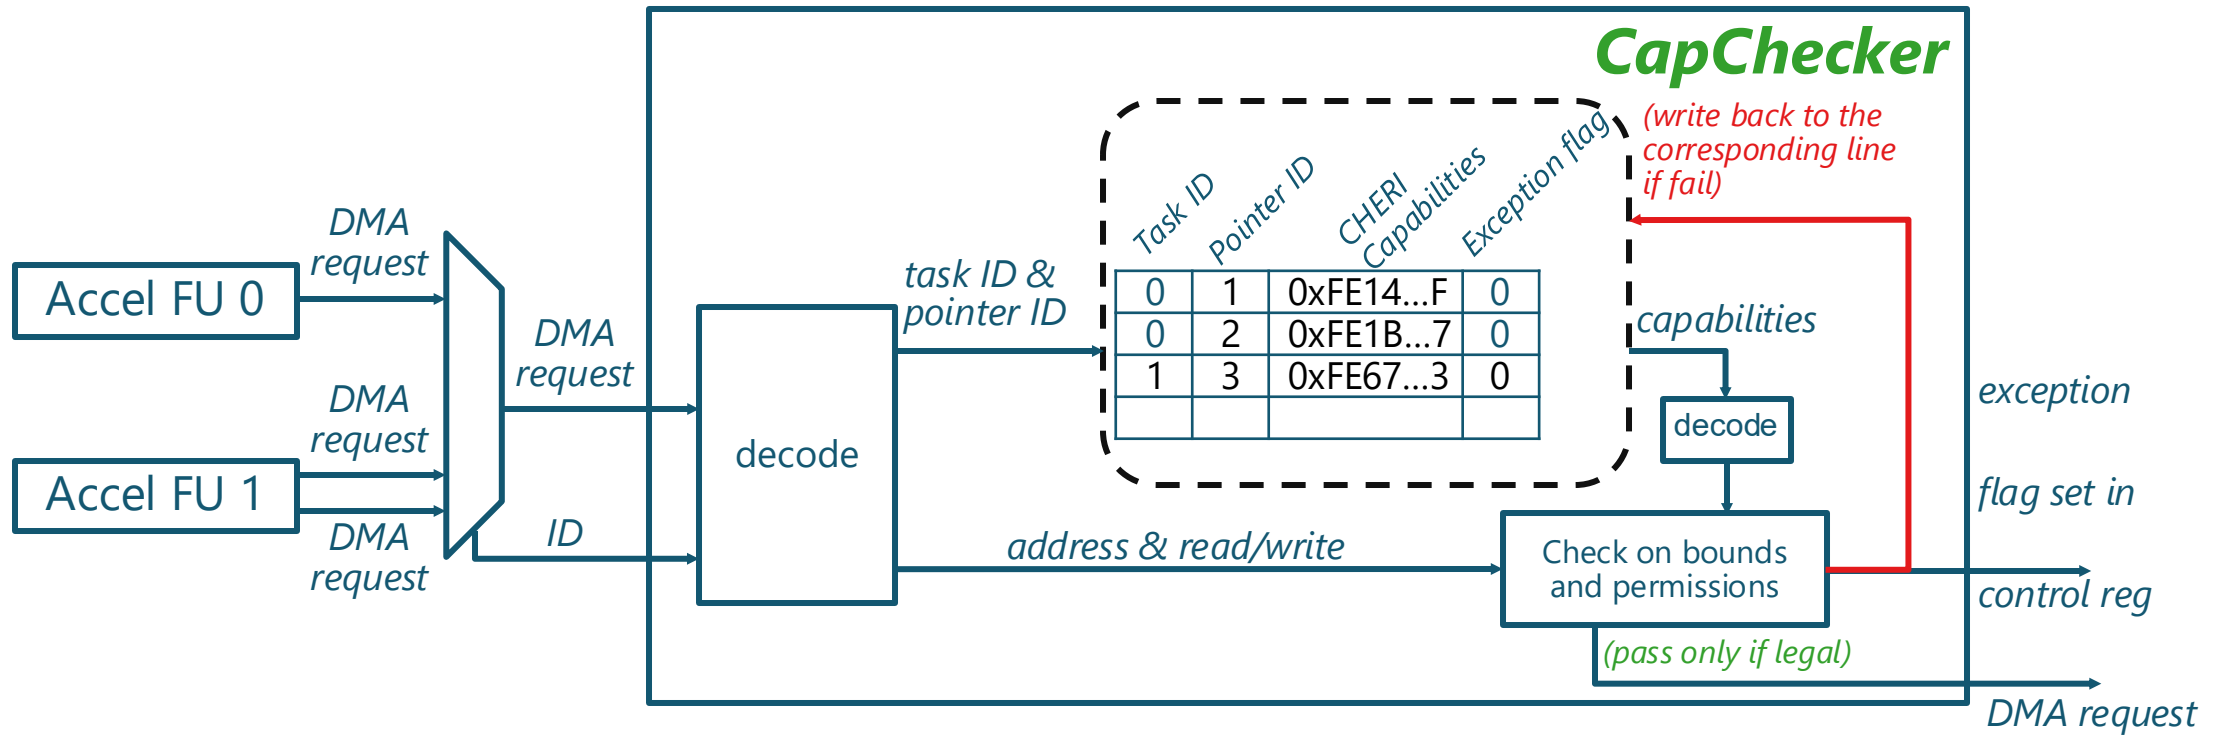 CapChecker
(write back to the
corresponding line
if fail)
Task ID
Pointer ID
CHERI
Capabilities
Exception flag
0 1 0xFE14...F 0
0 2 0xFE1B...7 0
1 3 0xFE67...3 0
DMA
request
Accel FU 0
DMA
request
Accel FU 1
DMA
request
DMA
request
ID
decode
task ID &
pointer ID
address & read/write
capabilities
decode
Check on bounds
and permissions
(pass only if legal)
exception
flag set in
control reg
DMA request